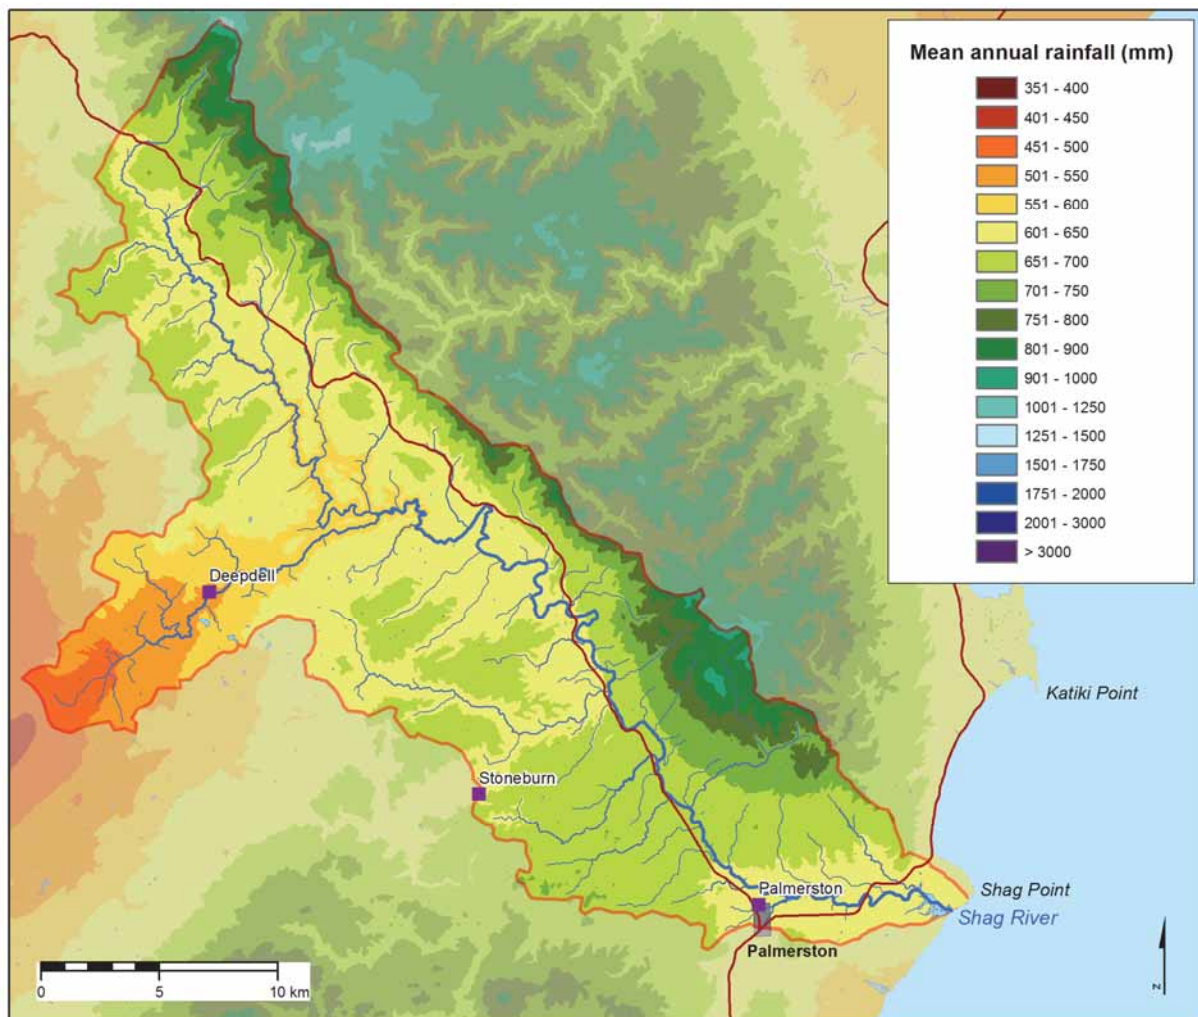 Mean annual rainfall (mm)
351 - 400
401 - 450
451 - 500
501 - 550
551 - 600
601 - 650
651 - 700
701 - 750
751 - 800
801 - 900
901 - 1000
1001 - 1250
1251 - 1500
1501 - 1750
1751 - 2000
2001 - 3000
> 3000
Deepdell
Katiki Point
Stoneburn
Palmerston
Shag Point
Shag River
Palmerston
0 5 10 km
N